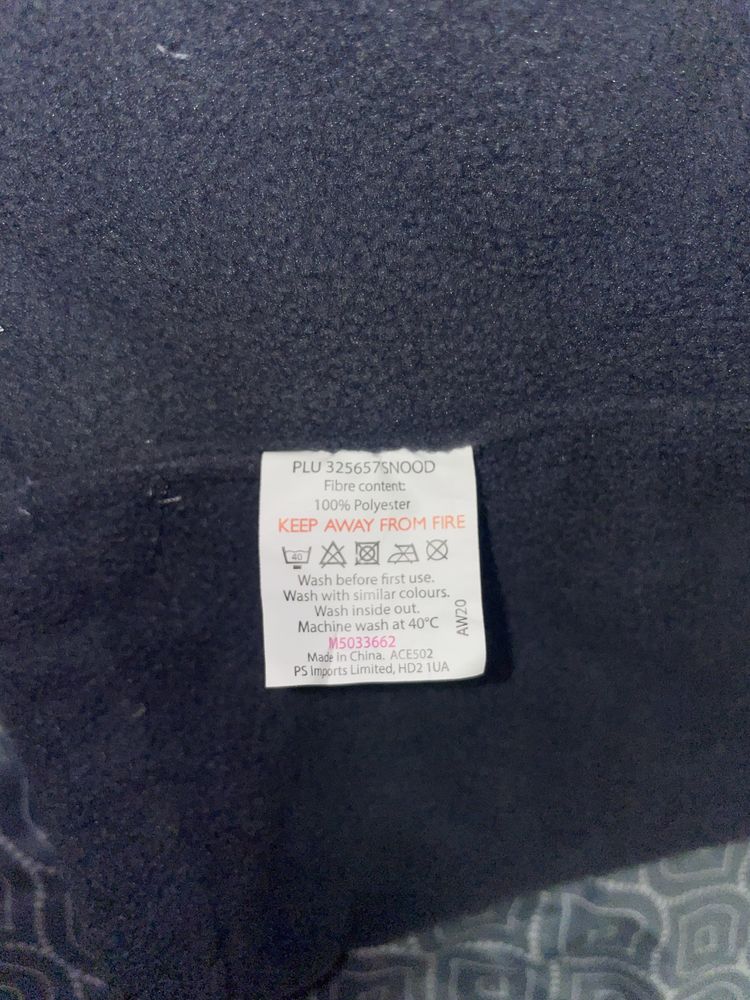 PLU 325657SNOOD
Fibre content:
100% Polyester
KEEP AWAY FROM FIRE
40
Wash before first use.
Wash with similar colours.
Wash inside out.
Machine wash at 40°C
M5033662
Made in China. ACE502
PS Imports Limited, HD2 1UA
AW20